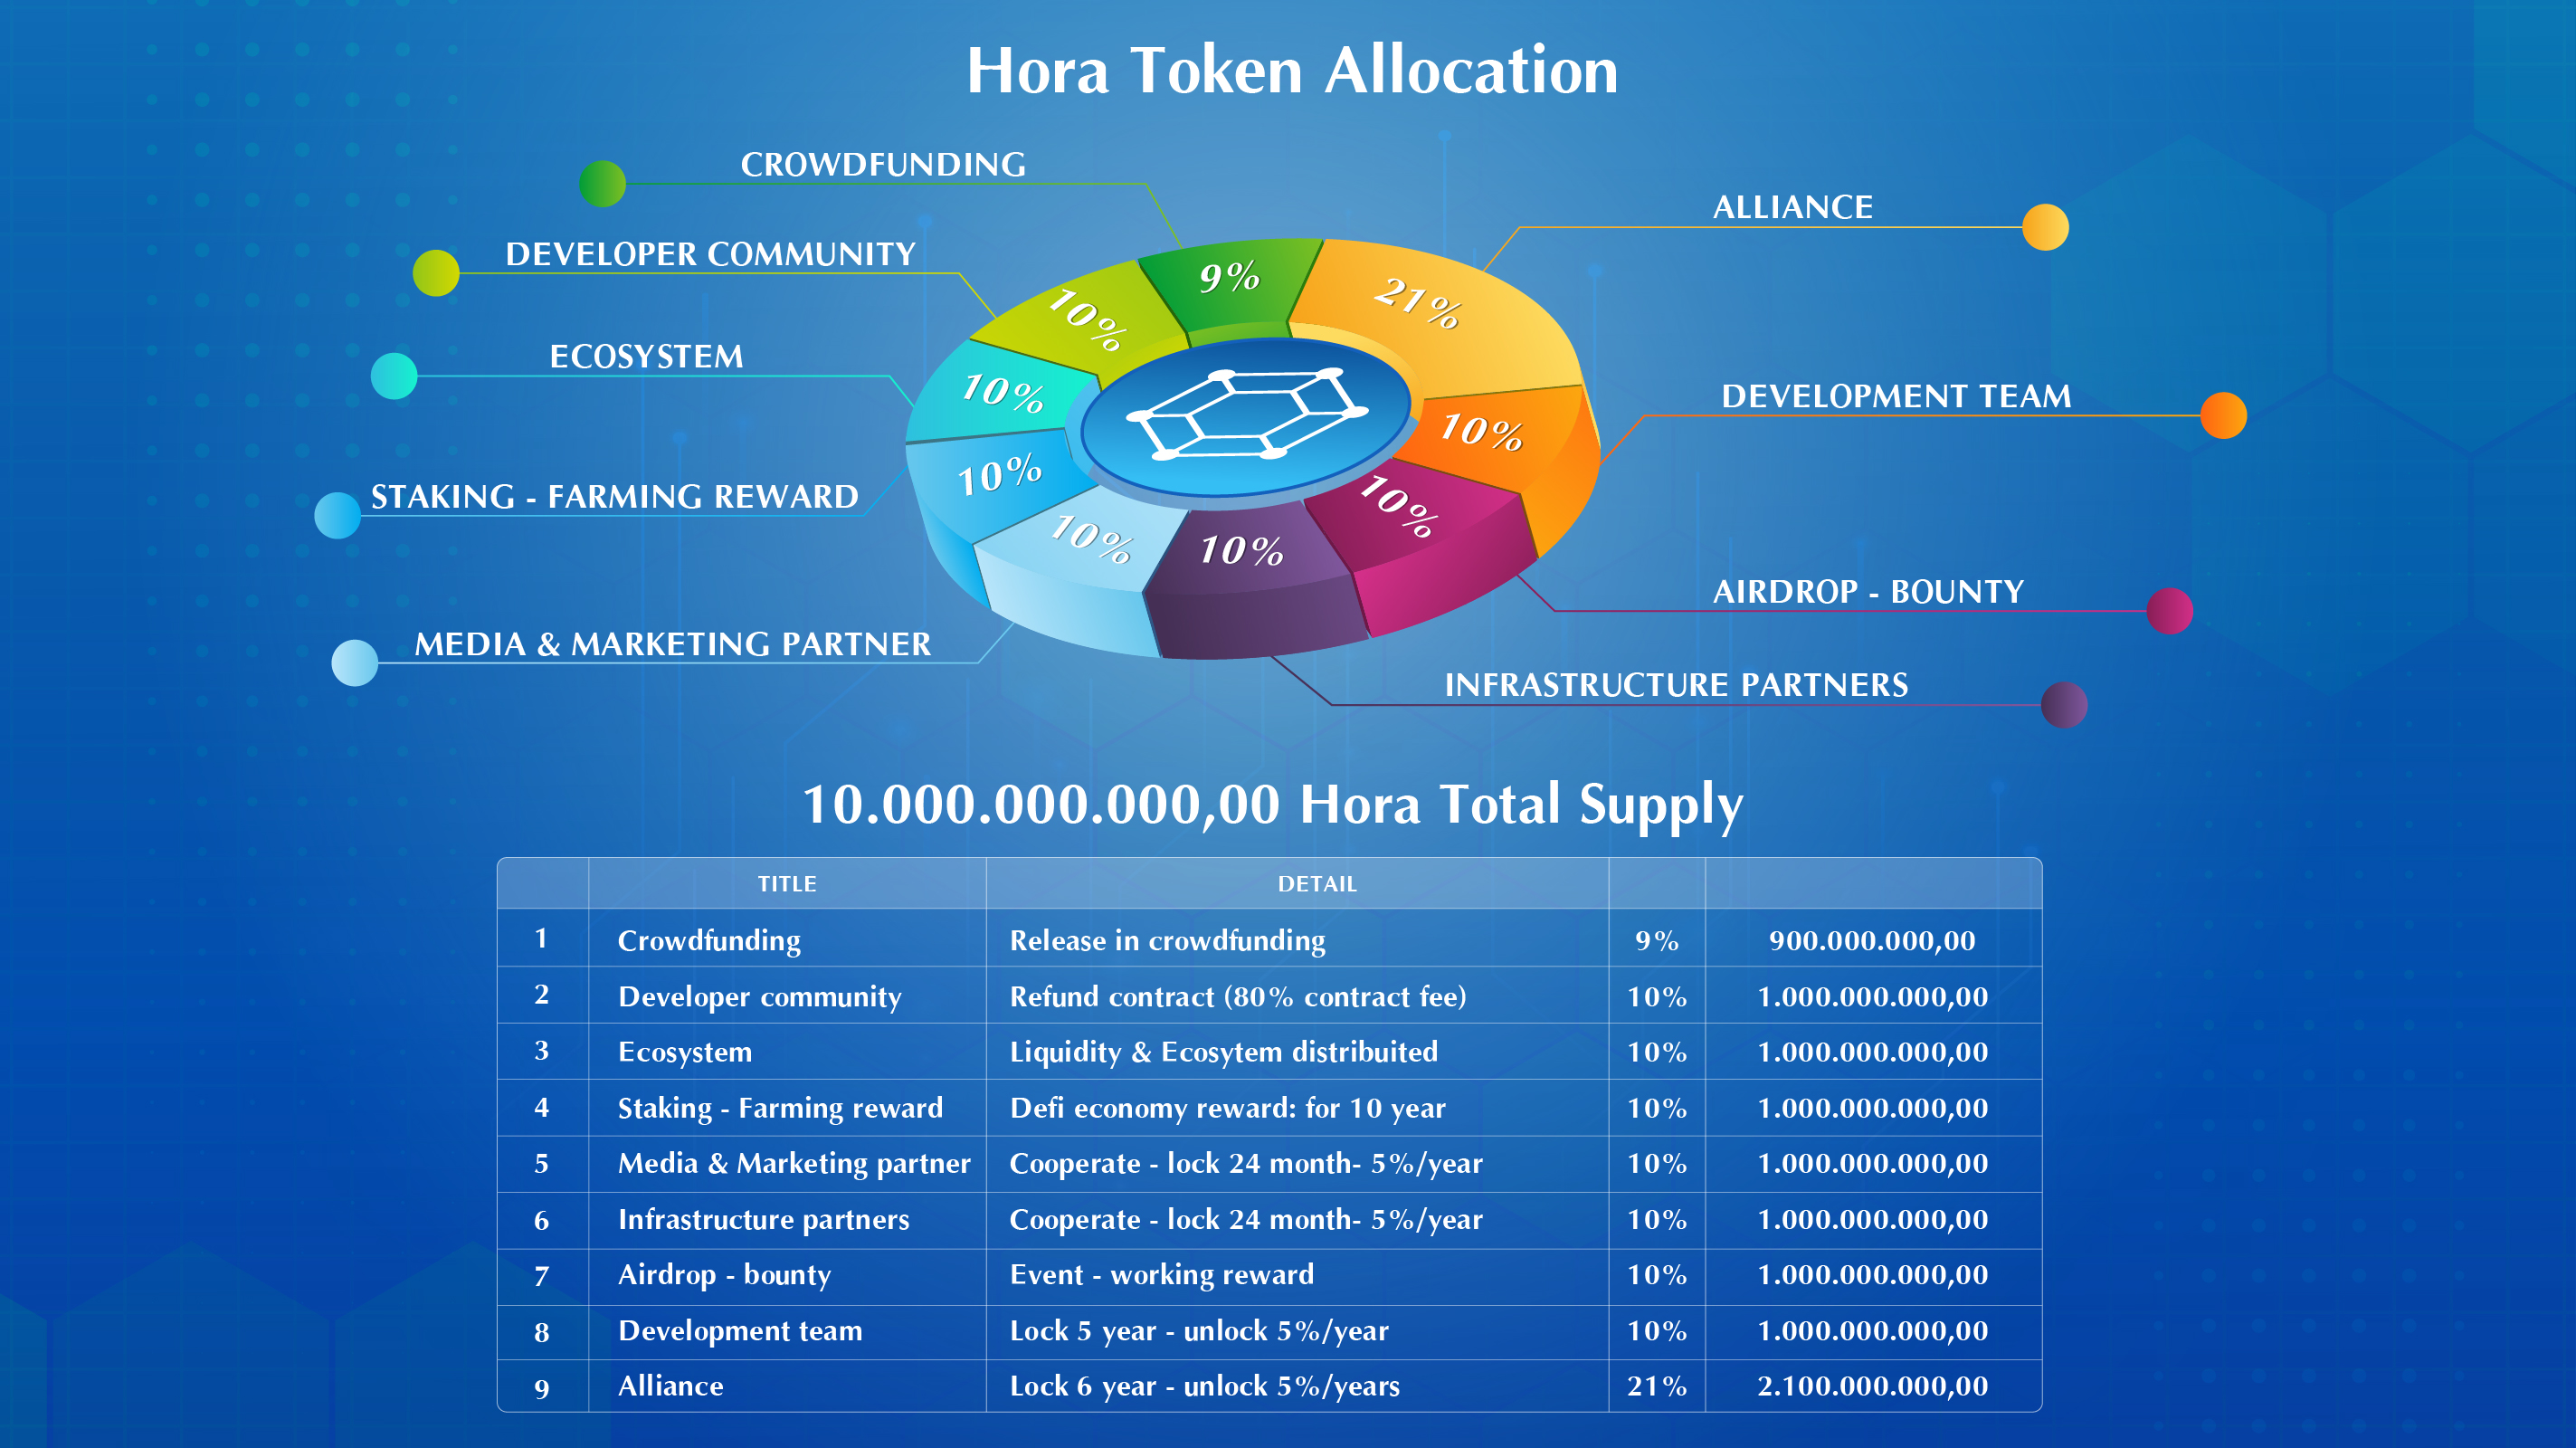 Hora Token Allocation
CROWDFUNDING
ALLIANCE
DEVELOPER COMMUNITY
9%
21%
10%
ECOSYSTEM
10%
DEVELOPMENT TEAM
10%
STAKING - FARMING REWARD
10%
10%
10%
10%
AIRDROP - BOUNTY
MEDIA & MARKETING PARTNER
INFRASTRUCTURE PARTNERS
10.000.000.000,00 Hora Total Supply
TITLE DETAIL
1 Crowdfunding Release in crowdfunding 9% 900.000.000,00
2 Developer community Refund contract (80% contract fee) 10% 1.000.000.000,00
3 Ecosystem Liquidity & Ecosytem distribuited 10% 1.000.000.000,00
4 Staking - Farming reward Defi economy reward: for 10 year 10% 1.000.000.000,00
5 Media & Marketing partner Cooperate - lock 24 month- 5%/year 10% 1.000.000.000,00
6 Infrastructure partners Cooperate - lock 24 month- 5%/year 10% 1.000.000.000,00
7 Airdrop - bounty Event - working reward 10% 1.000.000.000,00
8 Development team Lock 5 year - unlock 5%/year 10% 1.000.000.000,00
9 Alliance Lock 6 year - unlock 5%/years 21% 2.100.000.000,00